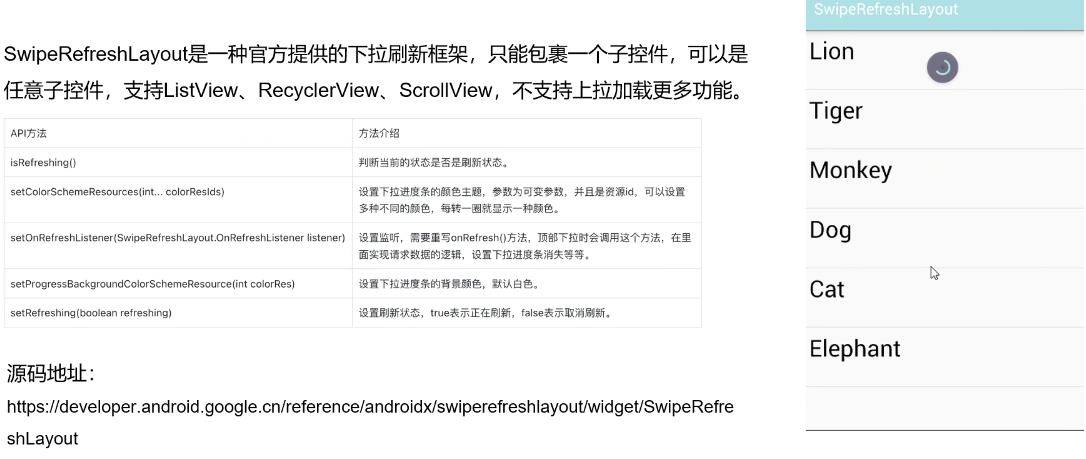 SwipeRefreshLayout是一种官方提供的下拉刷新框架，只能包裹一个子控件，可以是
任意子控件，支持ListView、RecyclerView、ScrollView，不支持上拉加载更多功能。
API方法 方法介绍
isRefreshing() 判断当前的状态是否是刷新状态。
setColorSchemeResources(int... colorResIds) 设置下拉进度条的颜色主题，参数为可变参数，并且是资源id，可以设置
多种不同的颜色，每转一圈就显示一种颜色。
setOnRefreshListener(SwipeRefreshLayout.OnRefreshListener listener) 设置监听，需要重写onRefresh()方法，顶部下拉时会调用这个方法，在里
面实现请求数据的逻辑，设置下拉进度条消失等等。
setProgressBackgroundColorSchemeResource(int colorRes) 设置下拉进度条的背景颜色，默认白色。
setRefreshing(boolean refreshing) 设置刷新状态，true表示正在刷新，false表示取消刷新。
源码地址：
https://developer.android.google.cn/reference/androidx/swiperefreshlayout/widget/SwipeRefre
shLayout
SwipeRefreshLayout
Lion
Tiger
Monkey
Dog
Cat
Elephant